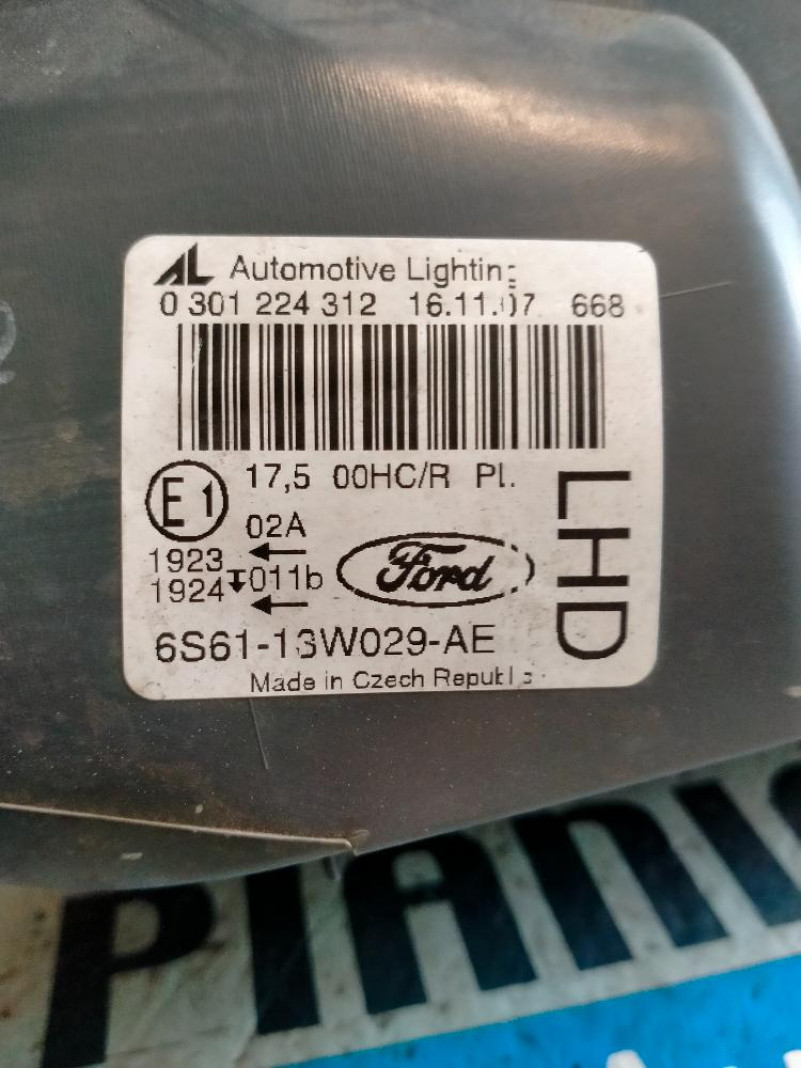 AL Automotive Lighting
0 301 224 312 16.11.07 668
17,5 00HC/R PL.
E1
02A
1923
1924 011b
Ford
LHD
6S61-13W029-AE
Made in Czech Republic